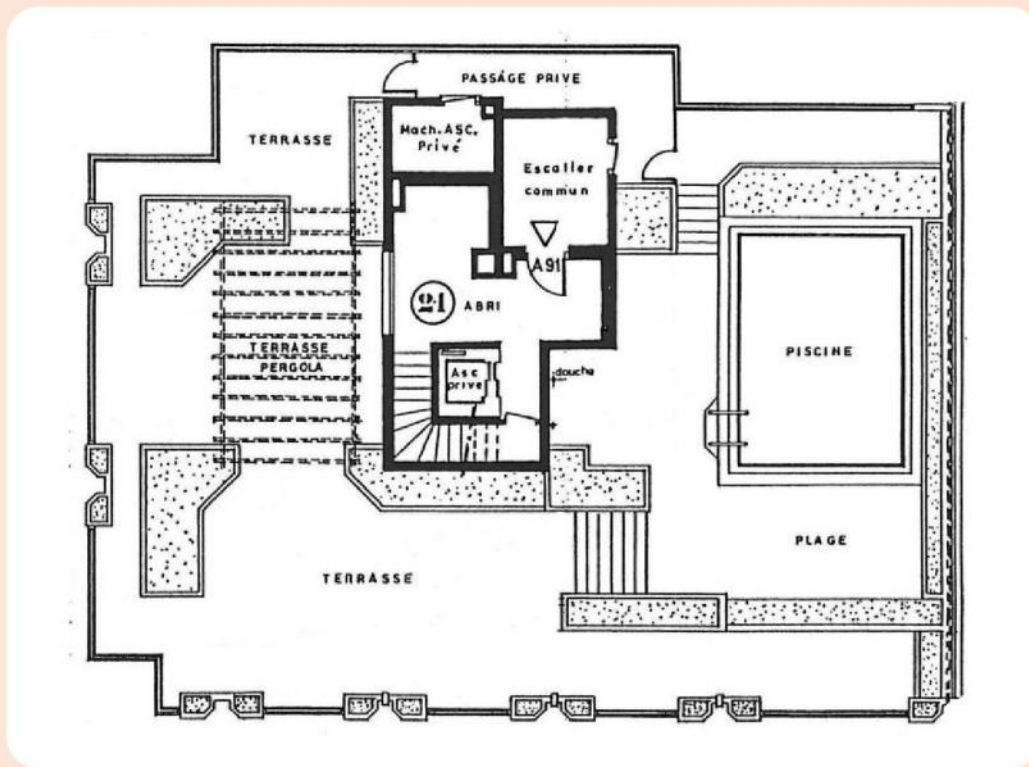 PASSAGE PRIVE
TERRASSE
Mach. ASC.
Privé
Escalier
commun
A91
21
ABRI
TERRASSE
PERGOLA
Asc
privé
douche
PISCINE
PLAGE
TERRASSE